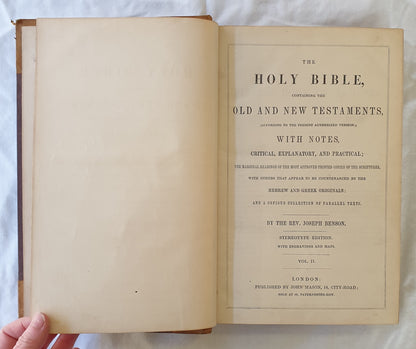 THE
HOLY BIBLE,
CONTAINING THE
OLD AND NEW TESTAMENTS,
(ACCORDING TO THE PRESENT AUTHORIZED VERSION,)
WITH NOTES,
CRITICAL, EXPLANATORY, AND PRACTICAL;
THE MARGINAL READINGS OF THE MOST APPROVED PRINTED COPIES OF THE SCRIPTURES,
WITH OTHERS THAT APPEAR TO BE COUNTENANCED BY THE
HEBREW AND GREEK ORIGINALS:
AND A COPIOUS COLLECTION OF PARALLEL TEXTS.
BY THE REV. JOSEPH BENSON.
STEREOTYPE EDITION.
WITH ENGRAVINGS AND MAPS.
VOL. II.
LONDON:
PUBLISHED BY JOHN MASON, 14, CITY-ROAD;
SOLD AT 66, PATERNOSTER-ROW.